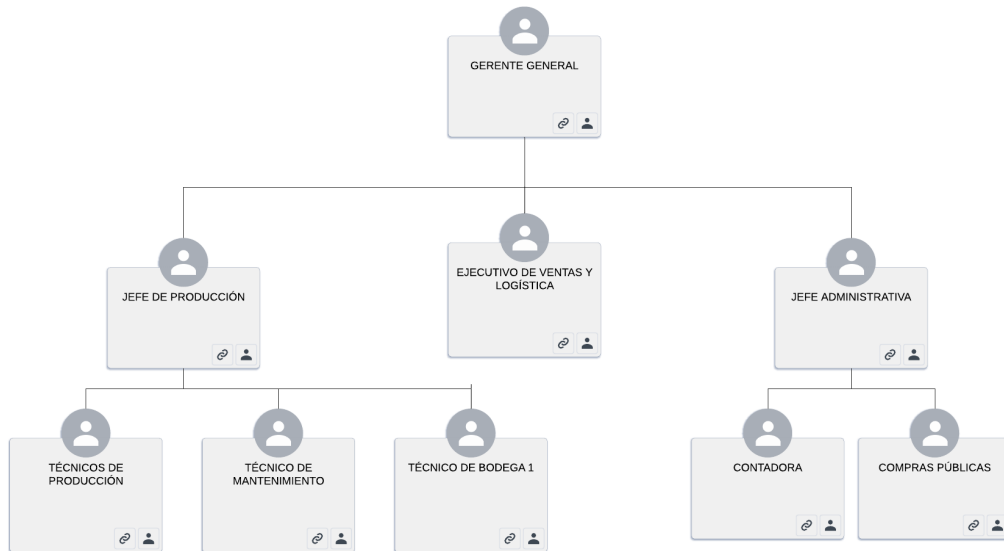 GERENTE GENERAL
JEFE DE PRODUCCIÓN
EJECUTIVO DE VENTAS Y
LOGÍSTICA
JEFE ADMINISTRATIVA
TÉCNICOS DE
PRODUCCIÓN
TÉCNICO DE
MANTENIMIENTO
TÉCNICO DE BODEGA 1
CONTADORA
COMPRAS PÚBLICAS